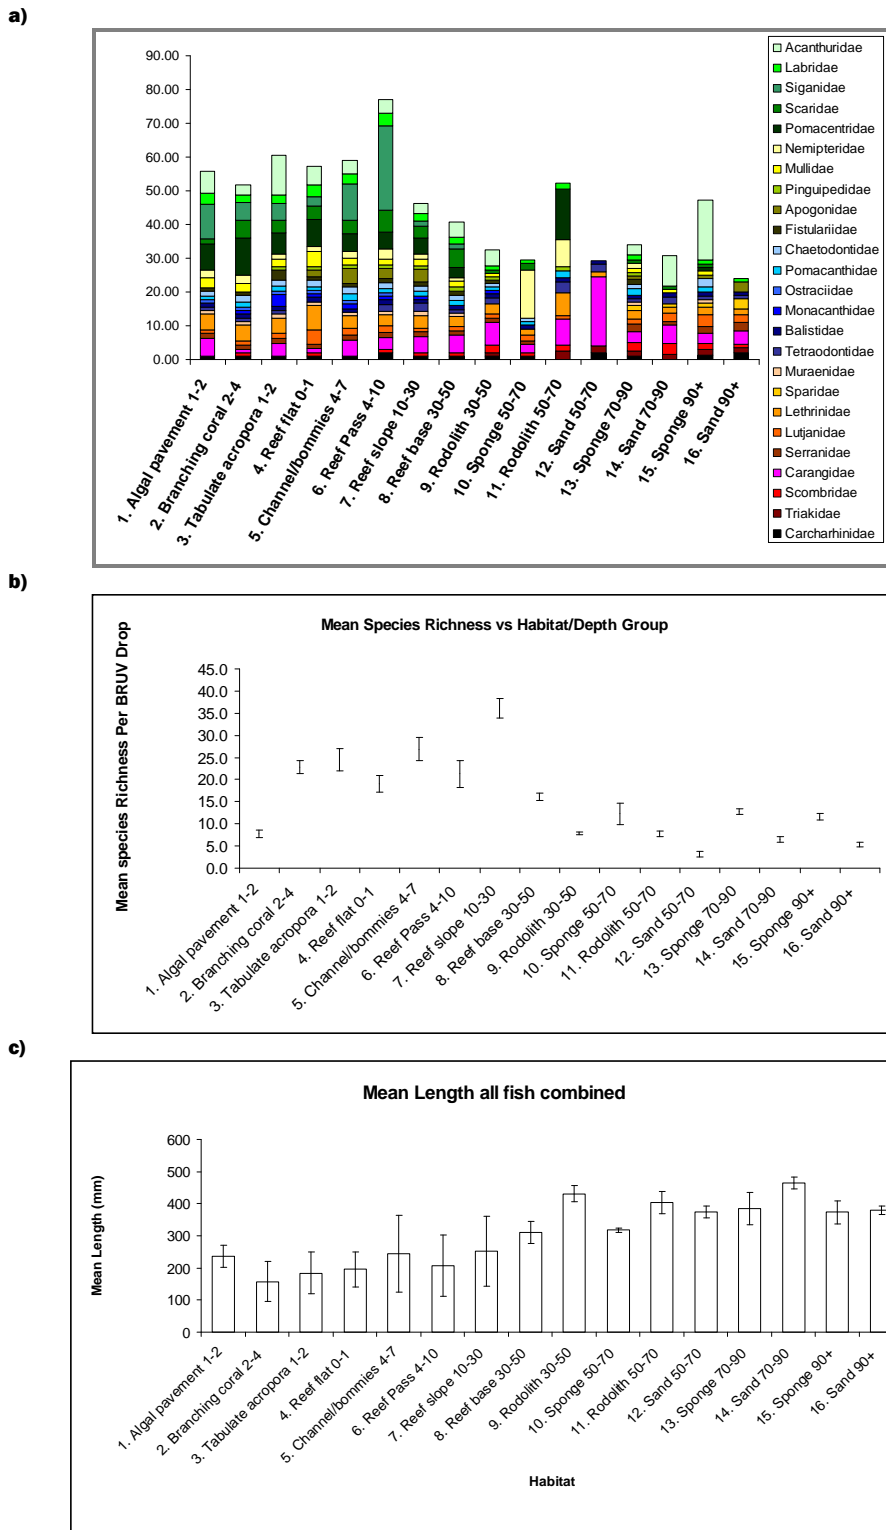 a)
90.00
80.00
70.00
60.00
50.00
40.00
30.00
20.00
10.00
0.00
1. Algal pavement 1-2
2. Branching coral 2-4
3. Tabulate acropora 1-2
4. Reef flat 0-1
5. Channel/bommies 4-7
6. Reef Pass 4-10
7. Reef slope 10-30
8. Reef base 30-50
9. Rodolith 30-50
10. Sponge 50-70
11. Rodolith 50-70
12. Sand 50-70
13. Sponge 70-90
14. Sand 70-90
15. Sponge 90+
16. Sand 90+
Acanthuridae
Labridae
Siganidae
Scaridae
Pomacentridae
Nemipteridae
Mullidae
Pinguipedidae
Apogonidae
Fistulariidae
Chaetodontidae
Pomacanthidae
Ostraciidae
Monacanthidae
Balistidae
Tetraodontidae
Muraenidae
Sparidae
Lethrinidae
Lutjanidae
Serranidae
Carangidae
Scombridae
Triakidae
Carcharhinidae
b)
Mean Species Richness vs Habitat/Depth Group
Mean species Richness Per BRUV Drop
45.0
40.0
35.0
30.0
25.0
20.0
15.0
10.0
5.0
0.0
1. Algal pavement 1-2
2. Branching coral 2-4
3. Tabulate acropora 1-2
4. Reef flat 0-1
5. Channel/bommies 4-7
6. Reef Pass 4-10
7. Reef slope 10-30
8. Reef base 30-50
9. Rodolith 30-50
10. Sponge 50-70
11. Rodolith 50-70
12. Sand 50-70
13. Sponge 70-90
14. Sand 70-90
15. Sponge 90+
16. Sand 90+
c)
Mean Length all fish combined
Mean Length (mm)
600
500
400
300
200
100
0
1. Algal pavement 1-2
2. Branching coral 2-4
3. Tabulate acropora 1-2
4. Reef flat 0-1
5. Channel/bommies 4-7
6. Reef Pass 4-10
7. Reef slope 10-30
8. Reef base 30-50
9. Rodolith 30-50
10. Sponge 50-70
11. Rodolith 50-70
12. Sand 50-70
13. Sponge 70-90
14. Sand 70-90
15. Sponge 90+
16. Sand 90+
Habitat